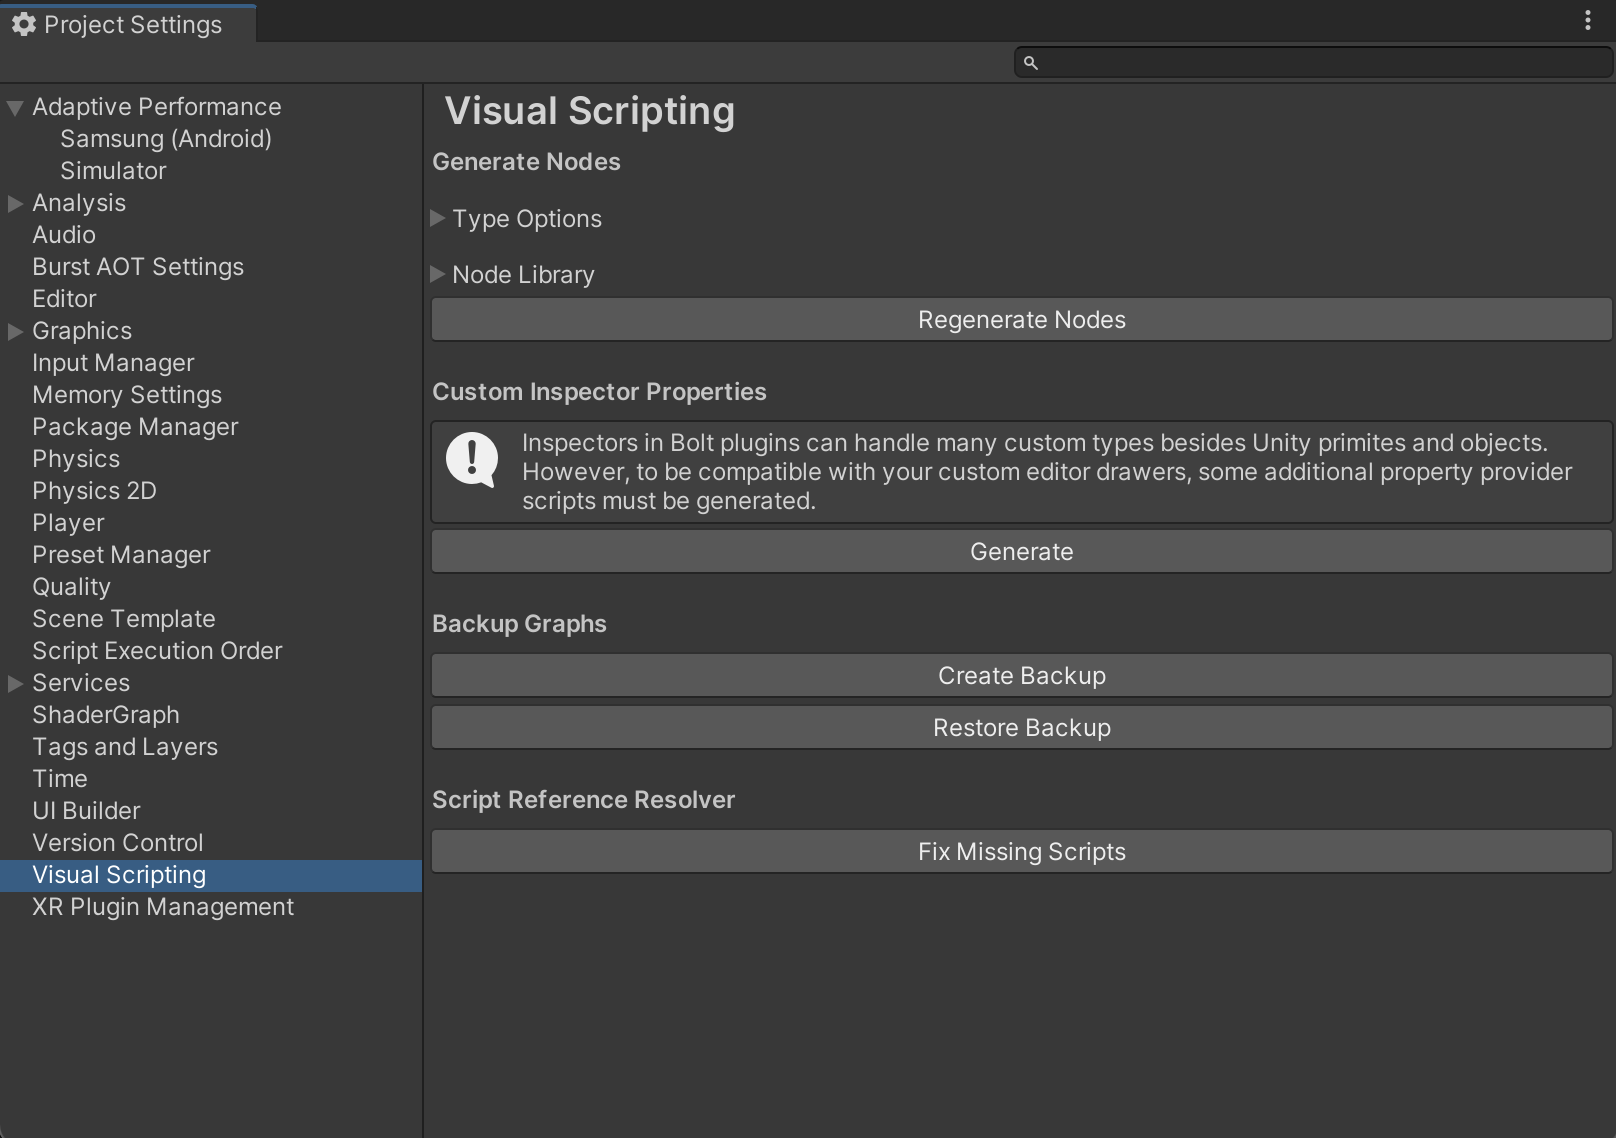 Project Settings
Adaptive Performance
Samsung (Android)
Simulator
Analysis
Audio
Burst AOT Settings
Editor
Graphics
Input Manager
Memory Settings
Package Manager
Physics
Physics 2D
Player
Preset Manager
Quality
Scene Template
Script Execution Order
Services
ShaderGraph
Tags and Layers
Time
UI Builder
Version Control
Visual Scripting
XR Plugin Management
Visual Scripting
Generate Nodes
Type Options
Node Library
Regenerate Nodes
Custom Inspector Properties
Inspectors in Bolt plugins can handle many custom types besides Unity primites and objects.
However, to be compatible with your custom editor drawers, some additional property provider
scripts must be generated.
Generate
Backup Graphs
Create Backup
Restore Backup
Script Reference Resolver
Fix Missing Scripts